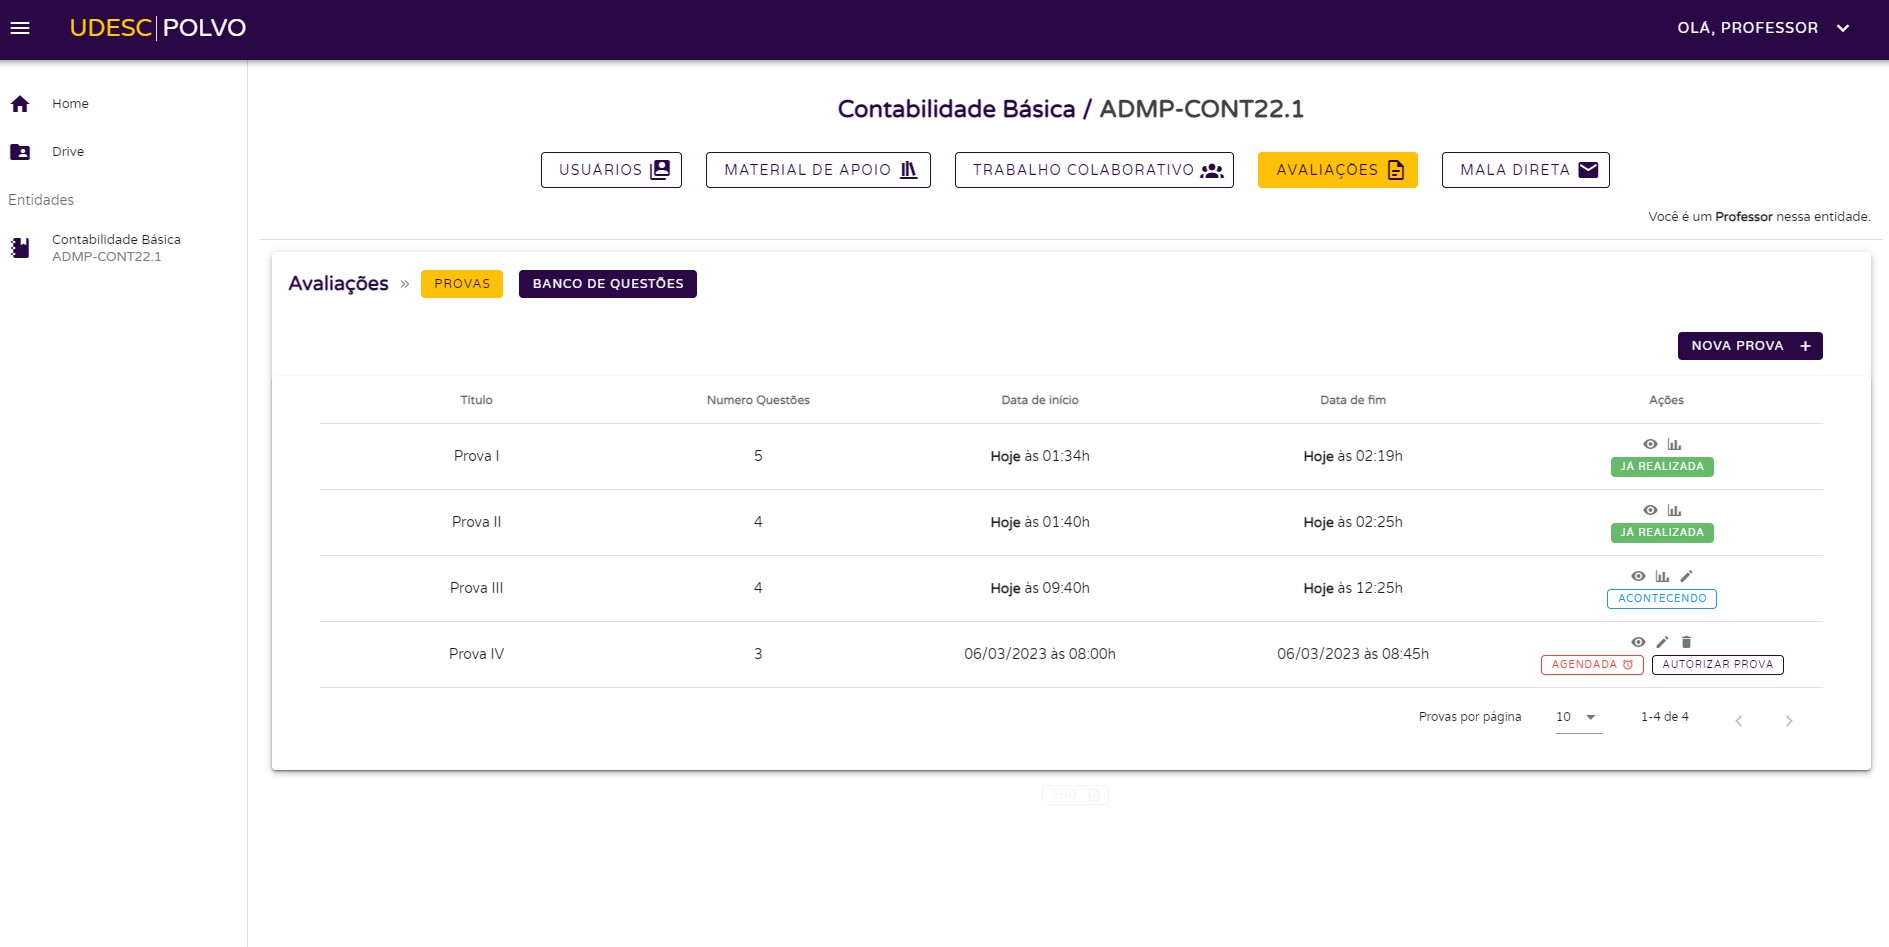 UDESC|POLVO
OLÁ, PROFESSOR
Home
Drive
Entidades
Contabilidade Básica
ADMP-CONT22.1
Contabilidade Básica / ADMP-CONT22.1
USUÁRIOS MATERIAL DE APOIO TRABALHO COLABORATIVO AVALIAÇÕES MALA DIRETA
Você é um Professor nessa entidade.
Avaliações » PROVAS BANCO DE QUESTÕES
NOVA PROVA +
Título Numero Questões Data de início Data de fim Ações
Prova I 5 Hoje às 01:34h Hoje às 02:19h
JÁ REALIZADA
Prova II 4 Hoje às 01:40h Hoje às 02:25h
JÁ REALIZADA
Prova III 4 Hoje às 09:40h Hoje às 12:25h
ACONTECENDO
Prova IV 3 06/03/2023 às 08:00h 06/03/2023 às 08:45h
AGENDADA AUTORIZAR PROVA
Provas por página 10 1-4 de 4